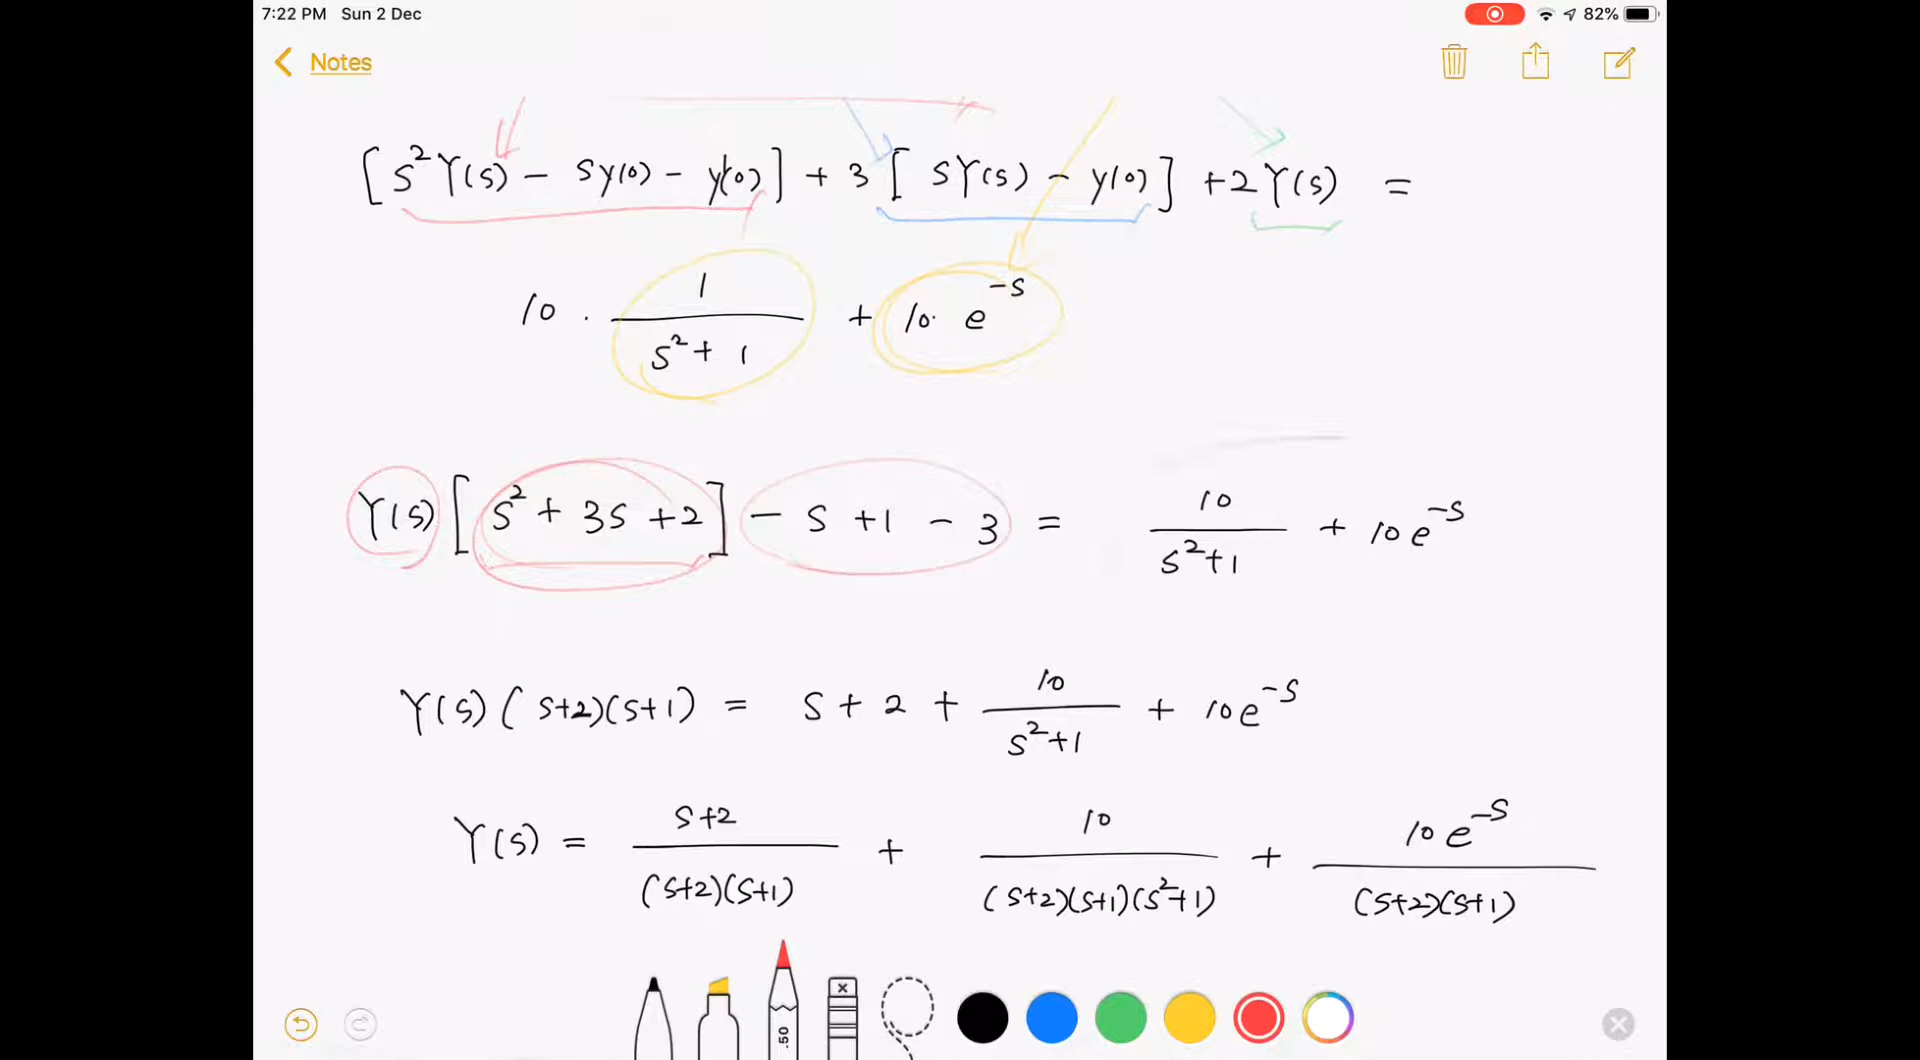 7:22 PM Sun 2 Dec 82%
Notes
[s²Y(s) - sy(0) - y'(0)] + 3[sY(s) - y(0)] + 2Y(s) =
10 · 1/(s²+1) + 10· e^(-s)
Y(s)[s² + 3s + 2] - s + 1 - 3 = 10/(s²+1) + 10e^(-s)
Y(s)(s+2)(s+1) = s + 2 + 10/(s²+1) + 10e^(-s)
Y(s) = (s+2)/((s+2)(s+1)) + 10/((s+2)(s+1)(s²+1)) + 10e^(-s)/((s+2)(s+1))
.50